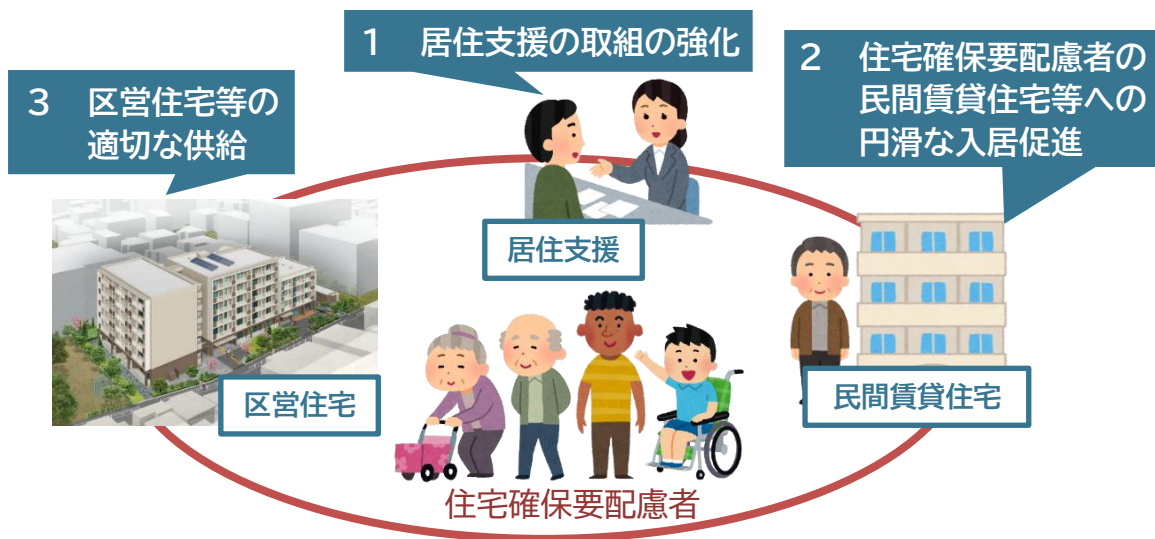 1 居住支援の取組の強化
2 住宅確保要配慮者の
民間賃貸住宅等への
円滑な入居促進
3 区営住宅等の
適切な供給
居住支援
区営住宅
民間賃貸住宅
住宅確保要配慮者